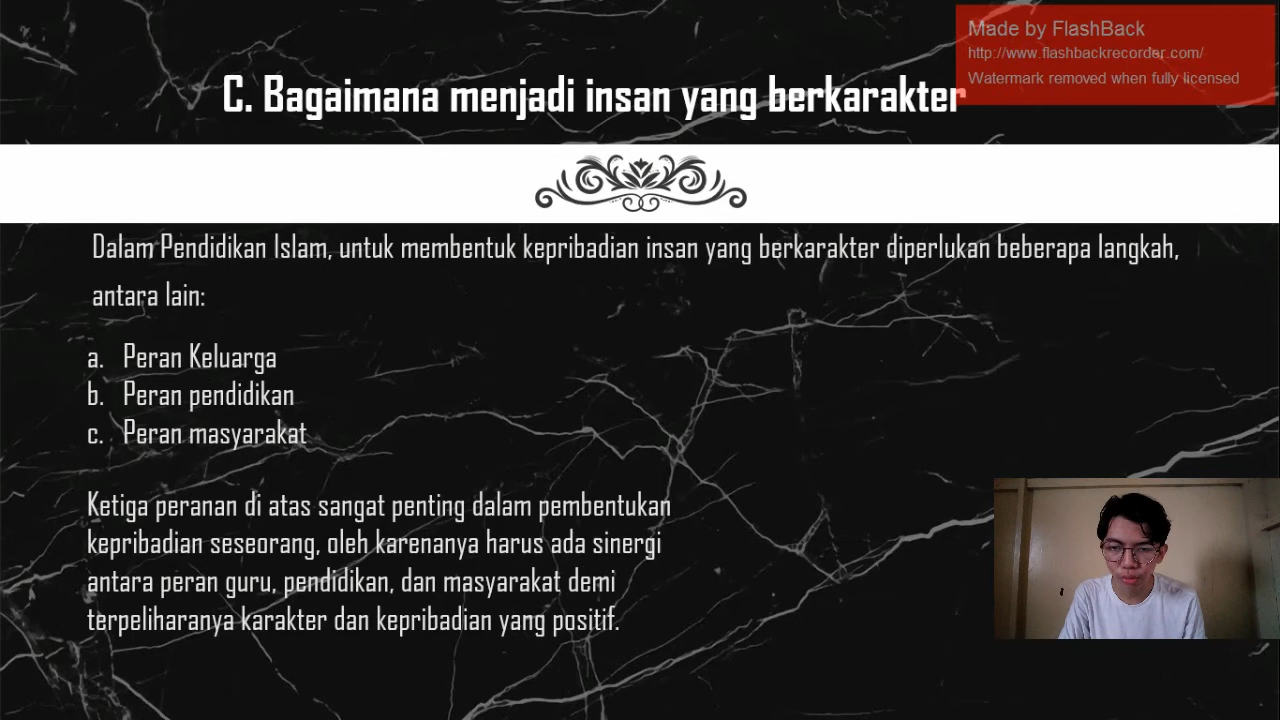 Made by FlashBack
http://www.flashbackrecorder.com/
Watermark removed when fully licensed
C. Bagaimana menjadi insan yang berkarakter
Dalam Pendidikan Islam, untuk membentuk kepribadian insan yang berkarakter diperlukan beberapa langkah,
antara lain:
a. Peran Keluarga
b. Peran pendidikan
c. Peran masyarakat
Ketiga peranan di atas sangat penting dalam pembentukan
kepribadian seseorang, oleh karenanya harus ada sinergi
antara peran guru, pendidikan, dan masyarakat demi
terpeliharanya karakter dan kepribadian yang positif.